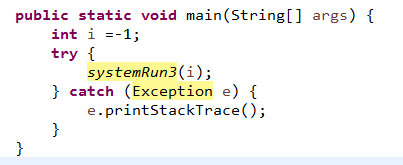 public static void main(String[] args) {
    int i =-1;
    try {
        systemRun3(i);
    } catch (Exception e) {
        e.printStackTrace();
    }
}